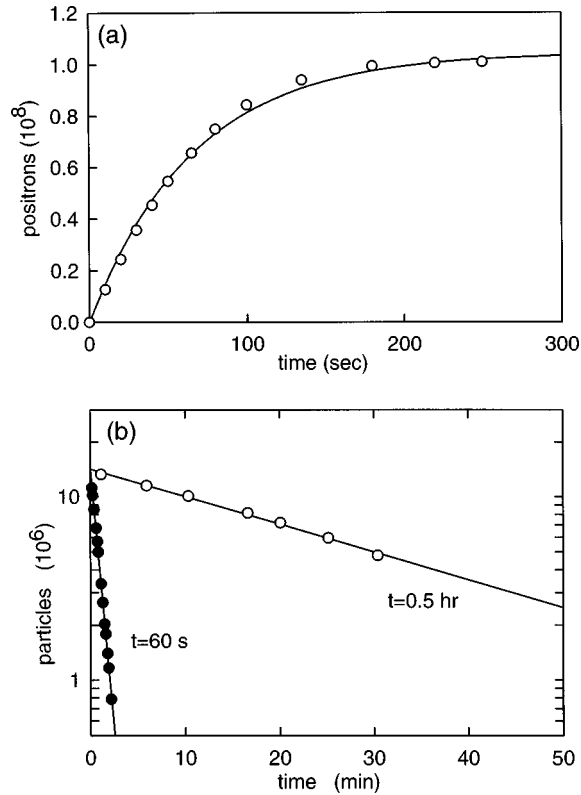 (a)
positrons (10^8)
1.2
1.0
0.8
0.6
0.4
0.2
0.0
0 100 200 300
time (sec)
(b)
particles (10^6)
10
1
t=60 s
t=0.5 hr
0 10 20 30 40 50
time (min)